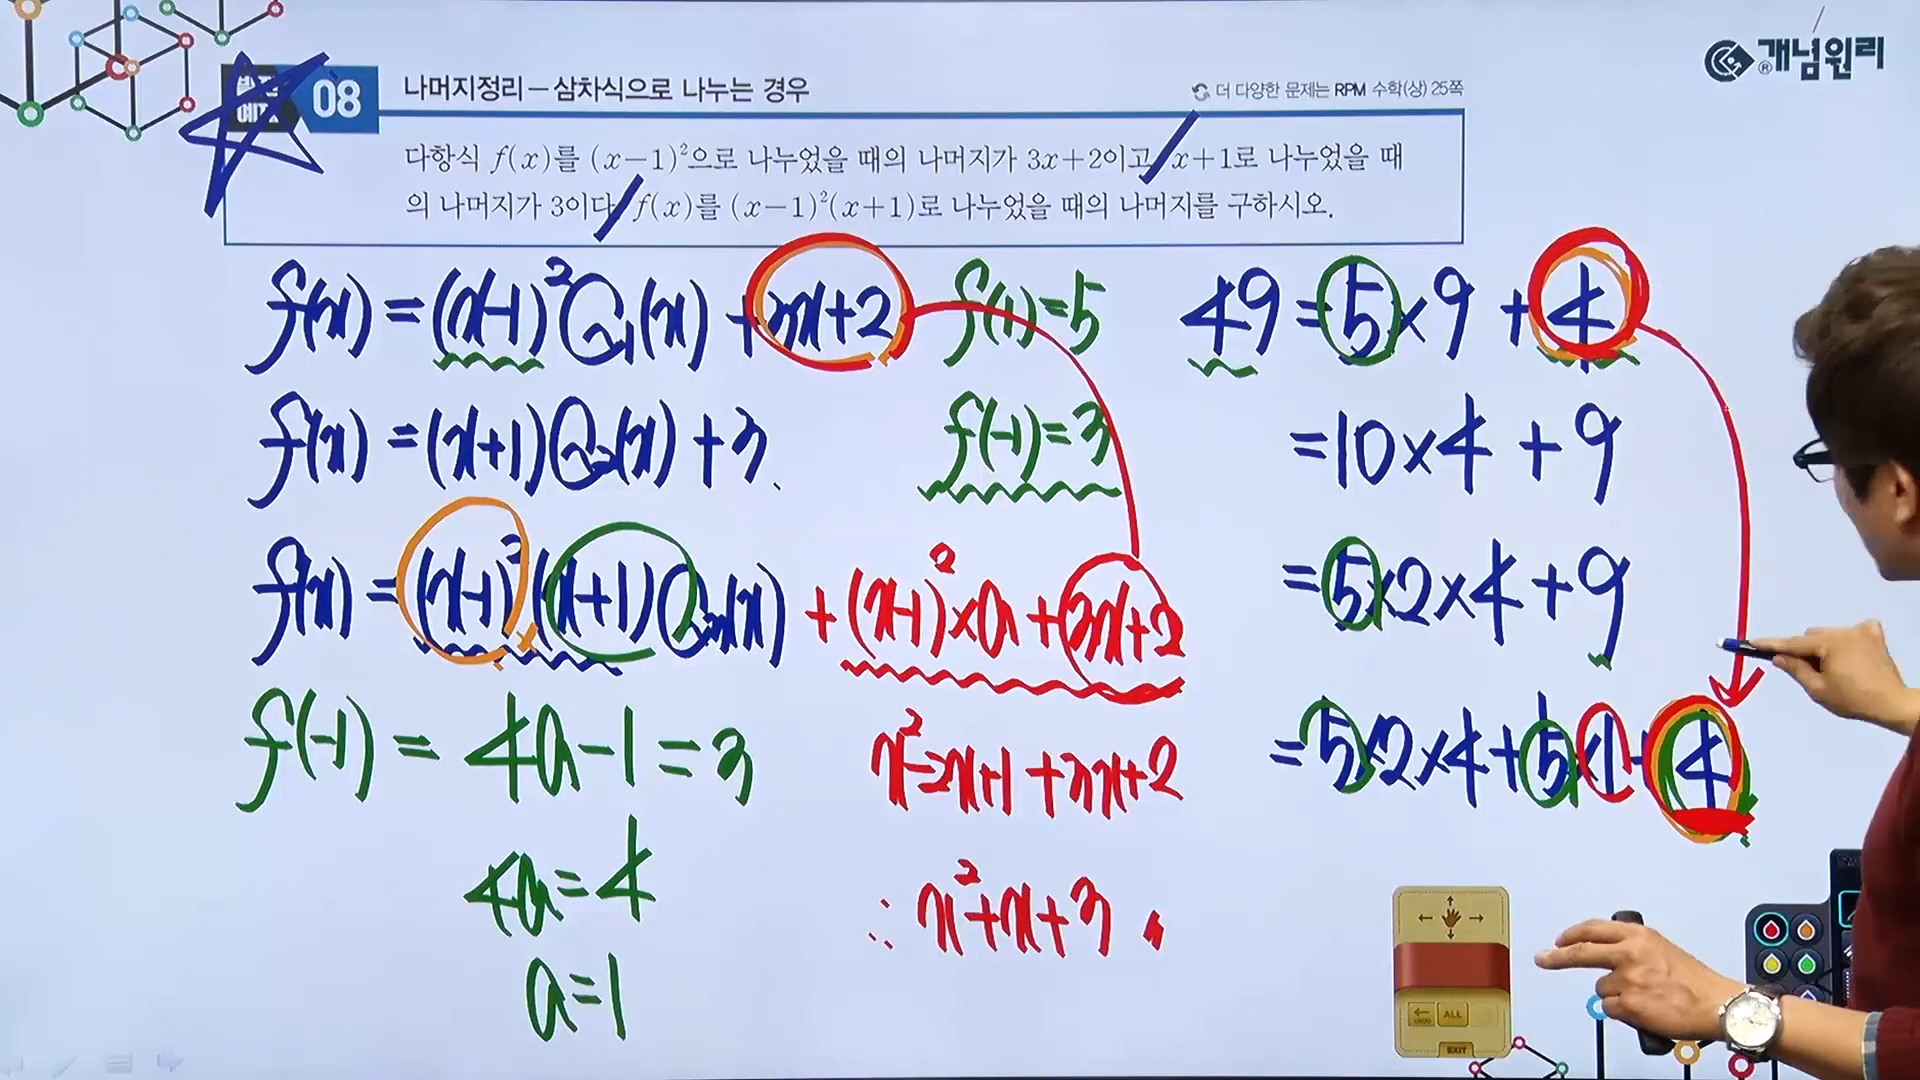 개념원리
®
08
나머지정리-삼차식으로 나누는 경우
더 다양한 문제는 RPM 수학(상) 25쪽
다항식 f(x)를 (x-1)²으로 나누었을 때의 나머지가 3x+2이고 x+1로 나누었을 때
의 나머지가 3이다. f(x)를 (x-1)²(x+1)로 나누었을 때의 나머지를 구하시오.
f(x) = (x-1)²Q₁(x) + 3x+2
f(1)=5
f(x) = (x+1)Q₂(x) + 3
f(-1)=3
f(x) = (x-1)²(x+1)Q₃(x) + (x-1)²×a + 3x+2
f(-1) = 4a-1 = 3
4a=4
a=1
x²-2x+1+3x+2
∴ x²+x+3
49 = 5×9 + 4
= 10×4 + 9
= 5×2×4 + 9
= 5×2×4 + 5×1 + 4
ALL
EXIT